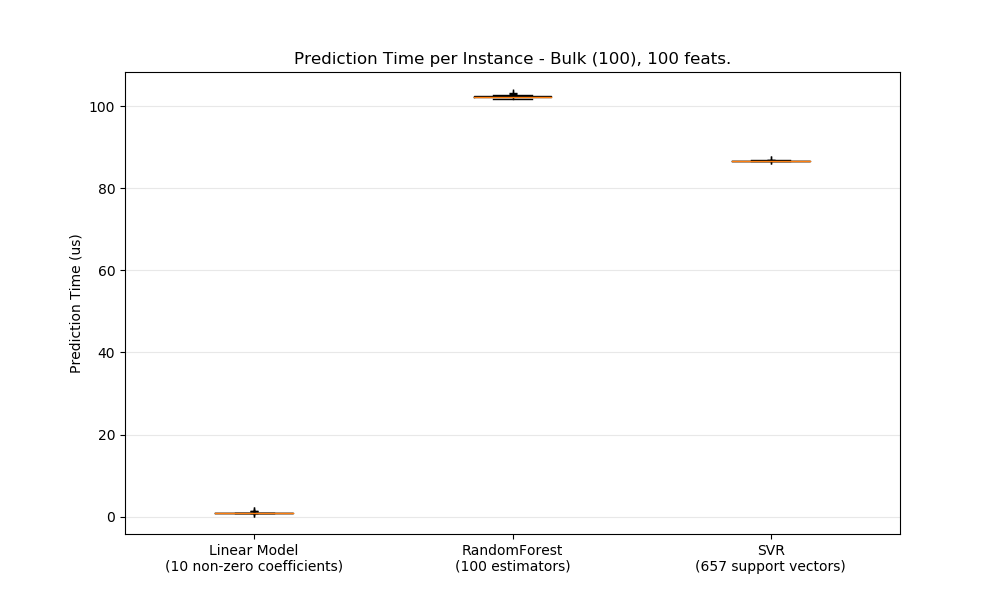 Prediction Time per Instance - Bulk (100), 100 feats.
Prediction Time (us)
100
80
60
40
20
0
Linear Model
(10 non-zero coefficients)
RandomForest
(100 estimators)
SVR
(657 support vectors)